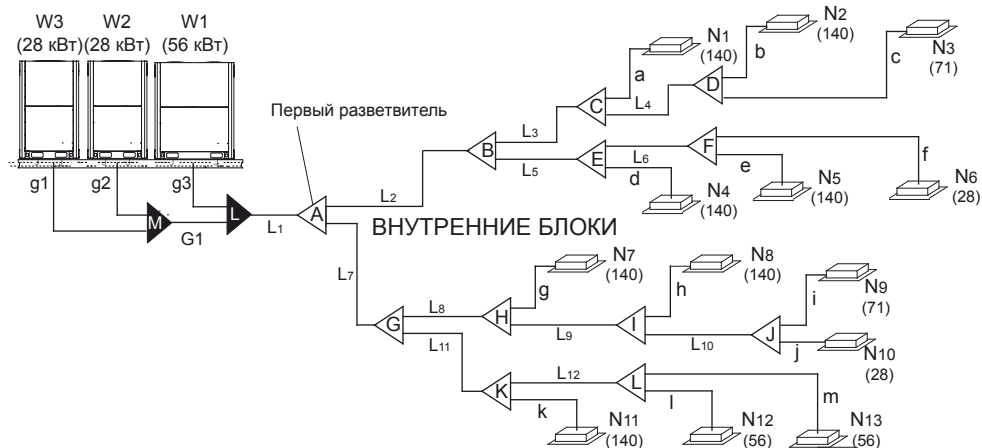 W3 W2 W1
(28 кВт) (28 кВт) (56 кВт)
Первый разветвитель
g1 g2 g3
M
G1
L
L1
A
L2
B
L3
C
a
N1
(140)
L4
D
b
N2
(140)
c
N3
(71)
L5
E
L6
d
N4
(140)
F
e
N5
(140)
f
N6
(28)
ВНУТРЕННИЕ БЛОКИ
L7
G
L8
H
g
N7
(140)
L9
I
h
N8
(140)
L10
J
i
N9
(71)
j
N10
(28)
L11
K
L12
k
N11
(140)
L
l
N12
(56)
m
N13
(56)